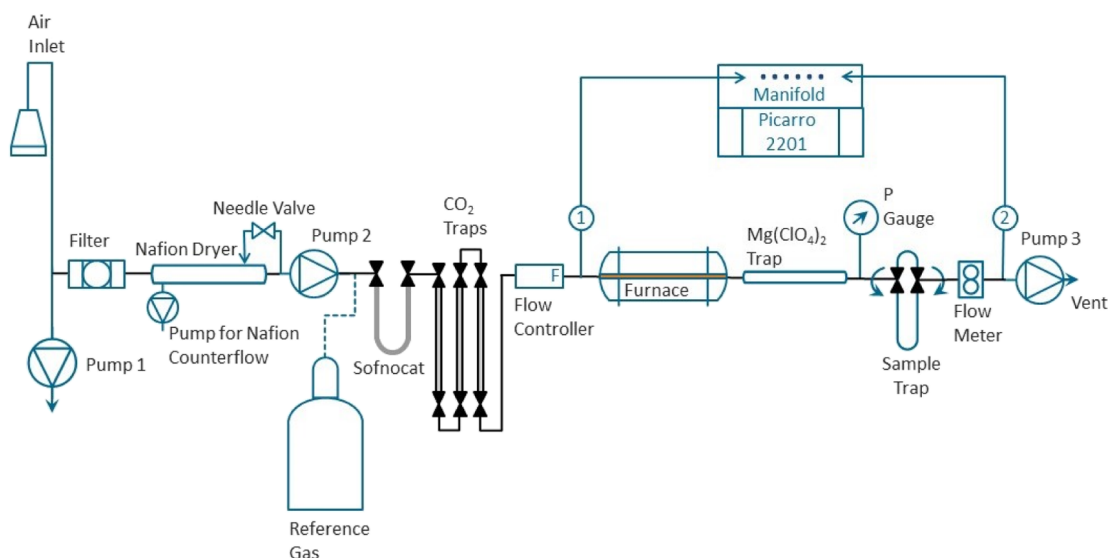 Air
Inlet
Filter
Nafion Dryer
Needle Valve
Pump 2
CO₂
Traps
Manifold
Picarro
2201
1
2
P
Gauge
Mg(ClO₄)₂
Trap
Pump 3
F
Furnace
Flow
Controller
Vent
Flow
Meter
Sample
Trap
Pump for Nafion
Counterflow
Pump 1
Sofnocat
Reference
Gas